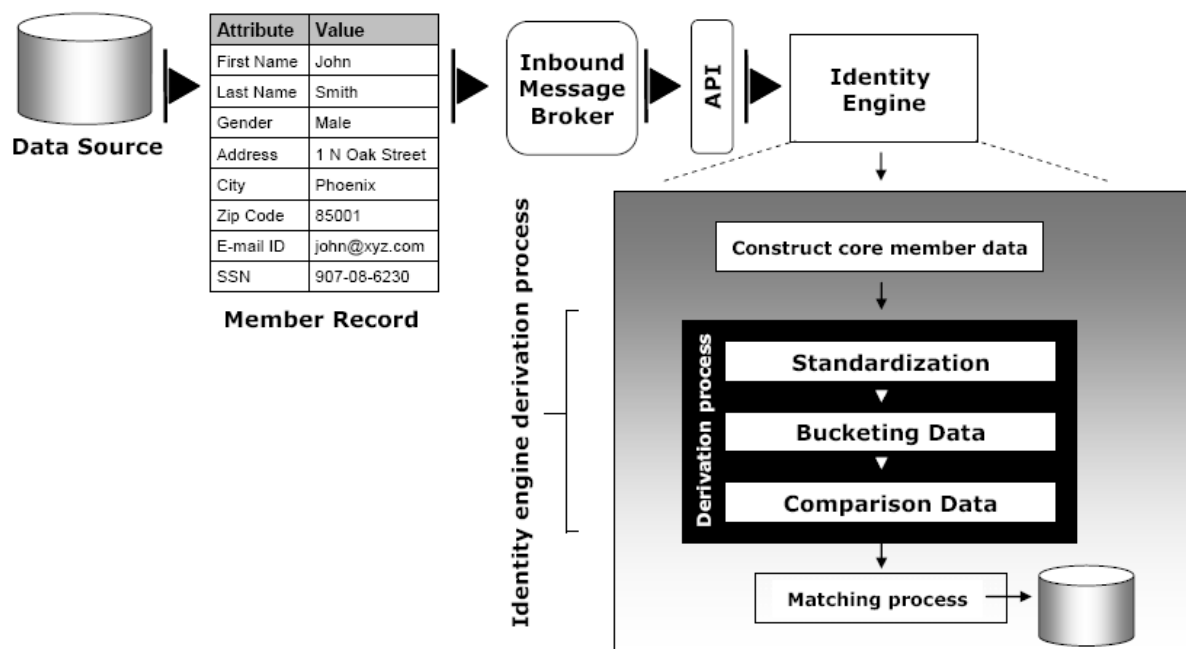 Data Source
Attribute Value
First Name John
Last Name Smith
Gender Male
Address 1 N Oak Street
City Phoenix
Zip Code 85001
E-mail ID john@xyz.com
SSN 907-08-6230
Member Record
Inbound
Message
Broker
API
Identity
Engine
Identity engine derivation process
Construct core member data
Derivation process
Standardization
Bucketing Data
Comparison Data
Matching process